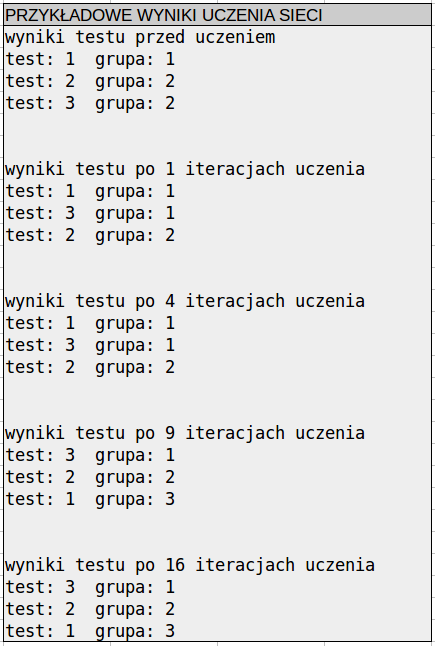 PRZYKŁADOWE WYNIKI UCZENIA SIECI
wyniki testu przed uczeniem
test: 1  grupa: 1
test: 2  grupa: 2
test: 3  grupa: 2
wyniki testu po 1 iteracjach uczenia
test: 1  grupa: 1
test: 3  grupa: 1
test: 2  grupa: 2
wyniki testu po 4 iteracjach uczenia
test: 1  grupa: 1
test: 3  grupa: 1
test: 2  grupa: 2
wyniki testu po 9 iteracjach uczenia
test: 3  grupa: 1
test: 2  grupa: 2
test: 1  grupa: 3
wyniki testu po 16 iteracjach uczenia
test: 3  grupa: 1
test: 2  grupa: 2
test: 1  grupa: 3